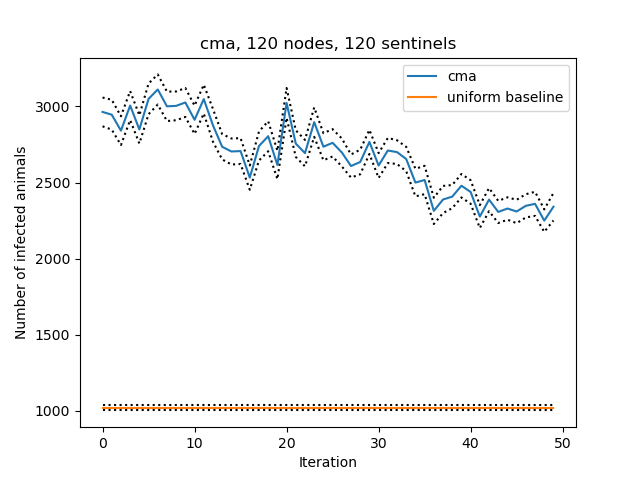 cma, 120 nodes, 120 sentinels
cma
uniform baseline
Number of infected animals
3000
2500
2000
1500
1000
0 10 20 30 40 50
Iteration